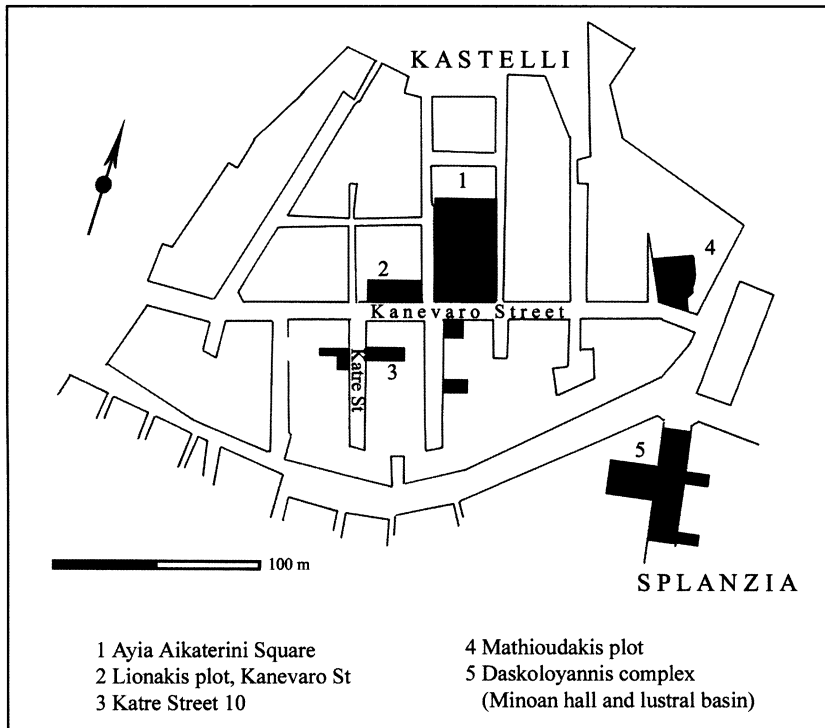 KASTELLI
1
4
2
Kanevaro Street
Katre St
3
5
100 m
SPLANZIA
1 Ayia Aikaterini Square
2 Lionakis plot, Kanevaro St
3 Katre Street 10
4 Mathioudakis plot
5 Daskoloyannis complex
(Minoan hall and lustral basin)